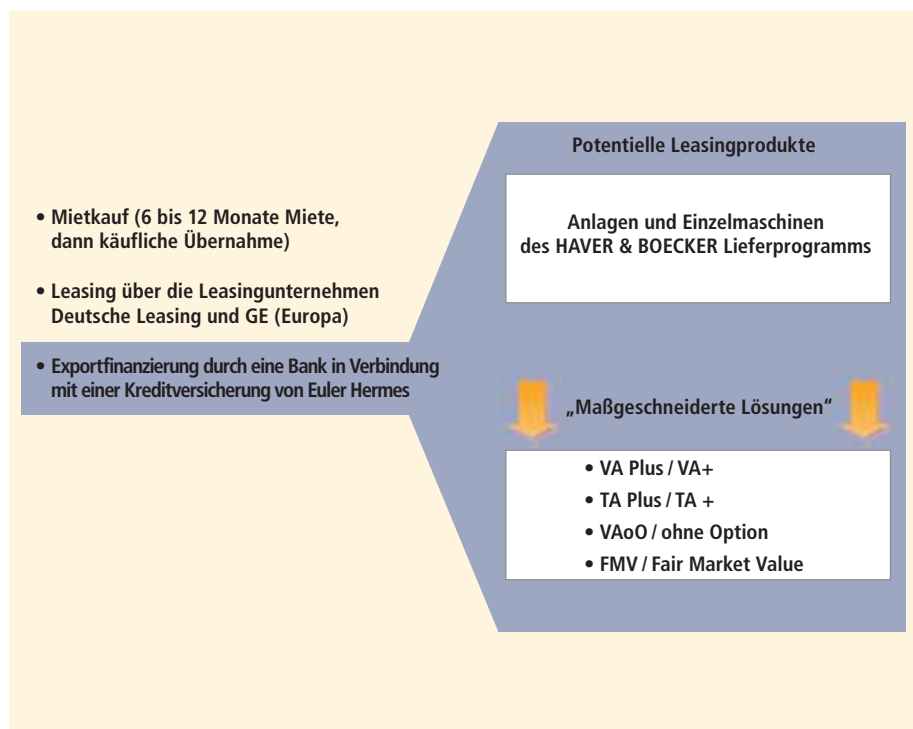 • Mietkauf (6 bis 12 Monate Miete,
dann käufliche Übernahme)
• Leasing über die Leasingunternehmen
Deutsche Leasing und GE (Europa)
• Exportfinanzierung durch eine Bank in Verbindung
mit einer Kreditversicherung von Euler Hermes
Potentielle Leasingprodukte
Anlagen und Einzelmaschinen
des HAVER & BOECKER Lieferprogramms
„Maßgeschneiderte Lösungen“
• VA Plus / VA+
• TA Plus / TA +
• VAoO / ohne Option
• FMV / Fair Market Value